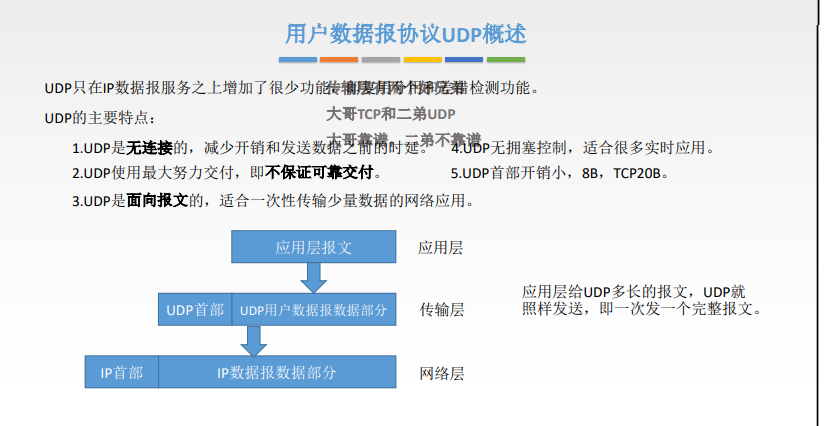 用户数据报协议UDP概述
UDP只在IP数据报服务之上增加了很少功能，即复用分用和差错检测功能。
传输层有两个好兄弟
大哥TCP和二弟UDP
大哥靠谱，二弟不靠谱
UDP的主要特点：
1.UDP是无连接的，减少开销和发送数据之前的时延。
2.UDP使用最大努力交付，即不保证可靠交付。
3.UDP是面向报文的，适合一次性传输少量数据的网络应用。
4.UDP无拥塞控制，适合很多实时应用。
5.UDP首部开销小，8B，TCP20B。
应用层报文 应用层
UDP首部 UDP用户数据报数据部分 传输层
IP首部 IP数据报数据部分 网络层
应用层给UDP多长的报文，UDP就
照样发送，即一次发一个完整报文。